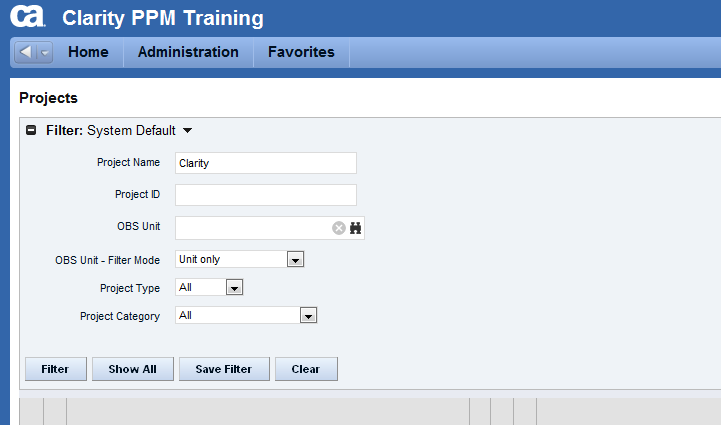 ca Clarity PPM Training
Home Administration Favorites
Projects
Filter: System Default
Project Name Clarity
Project ID
OBS Unit
OBS Unit - Filter Mode Unit only
Project Type All
Project Category All
Filter Show All Save Filter Clear